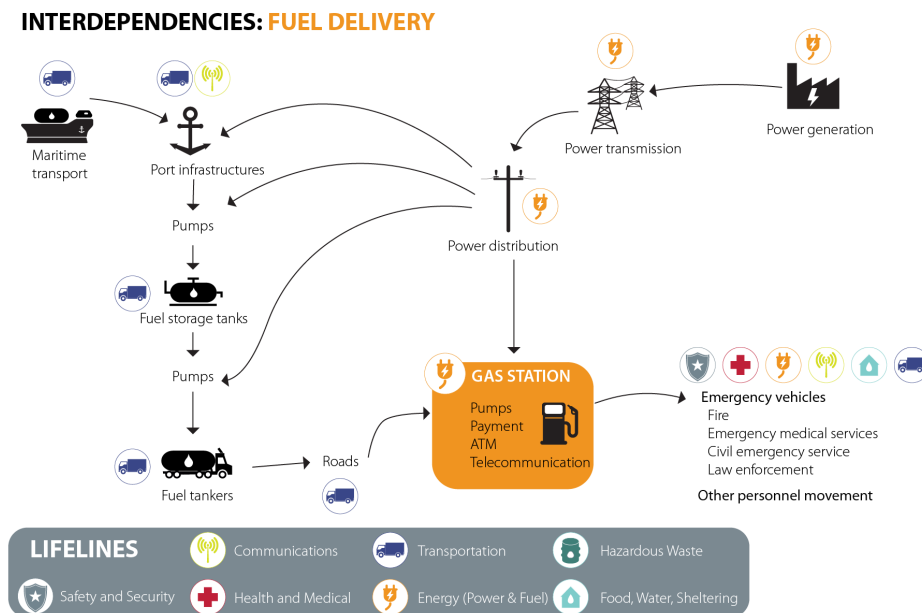 INTERDEPENDENCIES: FUEL DELIVERY
Maritime
transport
Port infrastructures
Power transmission
Power generation
Pumps
Power distribution
Fuel storage tanks
Pumps
GAS STATION
Pumps
Payment
ATM
Telecommunication
Emergency vehicles
Fire
Emergency medical services
Civil emergency service
Law enforcement
Other personnel movement
Roads
Fuel tankers
LIFELINES
Communications
Transportation
Hazardous Waste
Safety and Security
Health and Medical
Energy (Power & Fuel)
Food, Water, Sheltering